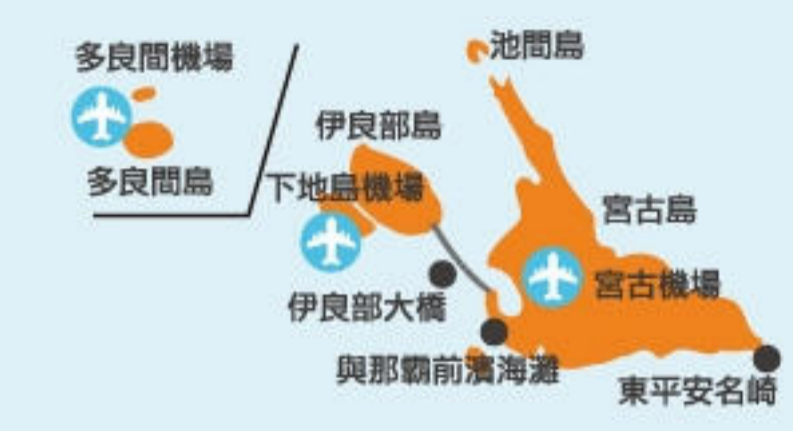 多良間機場
多良間島
池間島
伊良部島
下地島機場
宮古島
宮古機場
伊良部大橋
與那霸前濱海灘
東平安名崎